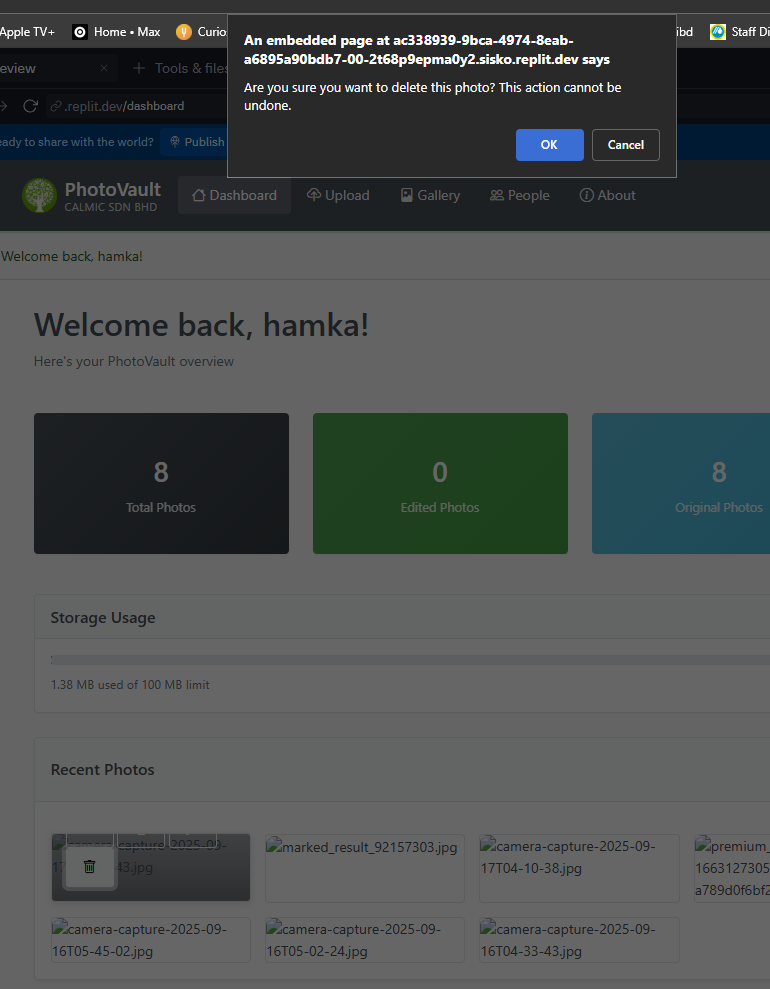 Apple TV+
Home • Max
Curio
ibd
Staff Di
An embedded page at ac338939-9bca-4974-8eab-
a6895a90bdb7-00-2t68p9epma0y2.sisko.replit.dev says
Are you sure you want to delete this photo? This action cannot be
undone.
OK
Cancel
eview
Tools & files
.replit.dev/dashboard
eady to share with the world?
Publish
PhotoVault
CALMIC SDN BHD
Dashboard
Upload
Gallery
People
About
Welcome back, hamka!
Welcome back, hamka!
Here's your PhotoVault overview
8
Total Photos
0
Edited Photos
8
Original Photos
Storage Usage
1.38 MB used of 100 MB limit
Recent Photos
camera-capture-2025-09-
43.jpg
marked_result_92157303.jpg
camera-capture-2025-09-
17T04-10-38.jpg
premium_
1663127305
a789d0f6bf2
camera-capture-2025-09-
16T05-45-02.jpg
camera-capture-2025-09-
16T05-02-24.jpg
camera-capture-2025-09-
16T04-33-43.jpg